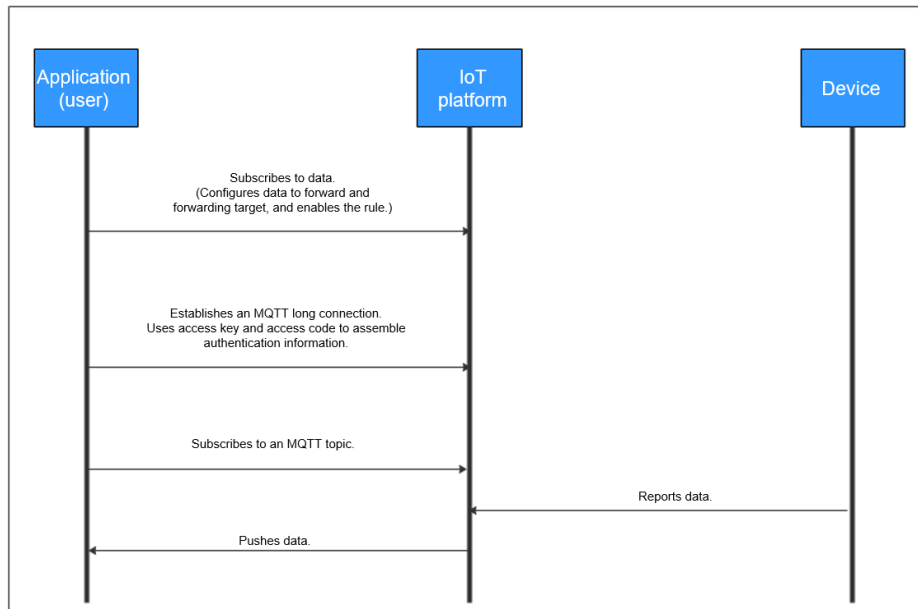 Application
(user)
IoT
platform
Device
Subscribes to data.
(Configures data to forward and
forwarding target, and enables the rule.)
Establishes an MQTT long connection.
Uses access key and access code to assemble
authentication information.
Subscribes to an MQTT topic.
Reports data.
Pushes data.